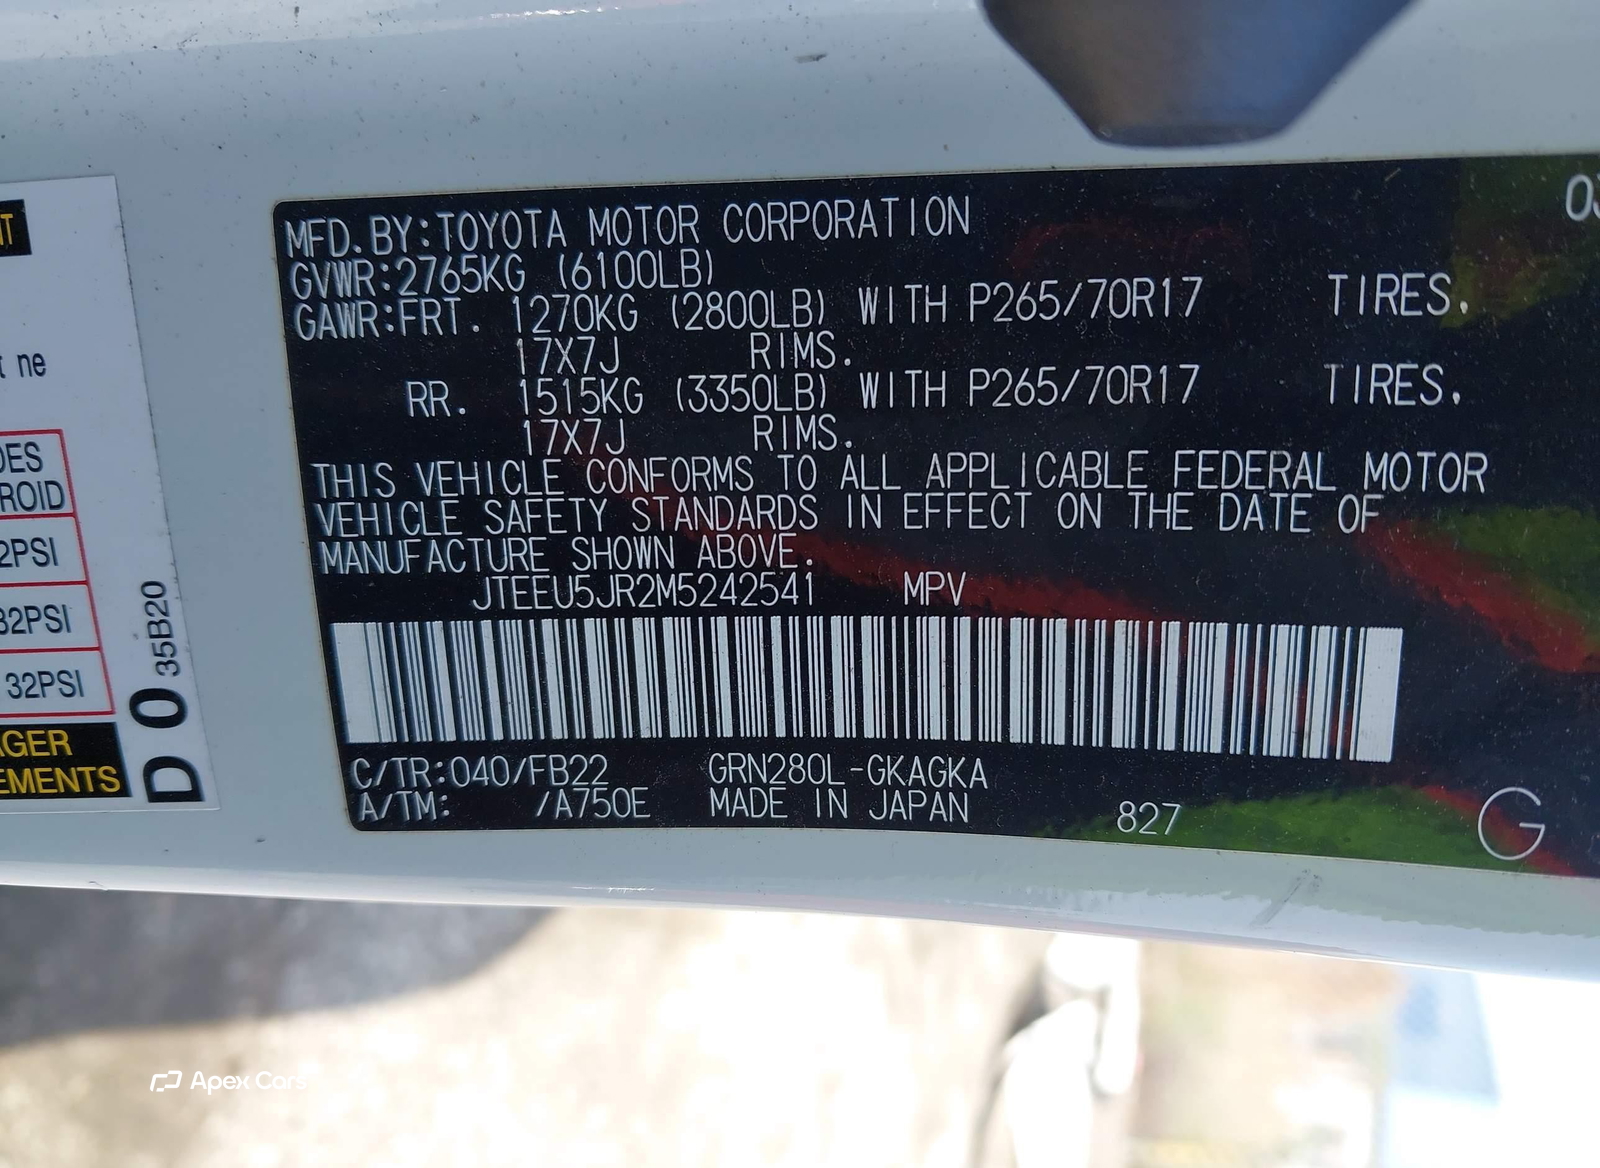 MFD.BY:TOYOTA MOTOR CORPORATION
GVWR:2765KG (6100LB)
GAWR:FRT. 1270KG (2800LB) WITH P265/70R17 TIRES.
17X7J RIMS.
RR. 1515KG (3350LB) WITH P265/70R17 TIRES.
17X7J RIMS.
THIS VEHICLE CONFORMS TO ALL APPLICABLE FEDERAL MOTOR
VEHICLE SAFETY STANDARDS IN EFFECT ON THE DATE OF
MANUFACTURE SHOWN ABOVE.
JTEEU5JR2M5242541 MPV
C/TR:040/FB22 GRN280L-GKAGKA
A/TM: /A750E MADE IN JAPAN 827 G
ne
32PSI
D 0 35B20
Apex Cars